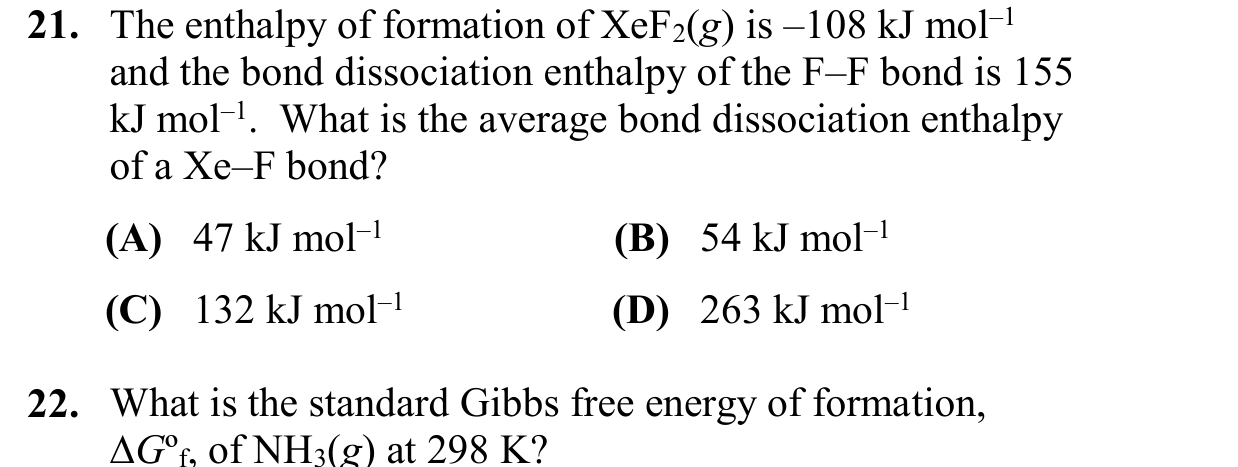 21. The enthalpy of formation of XeF₂(g) is –108 kJ mol⁻¹
and the bond dissociation enthalpy of the F–F bond is 155
kJ mol⁻¹. What is the average bond dissociation enthalpy
of a Xe–F bond?
(A) 47 kJ mol⁻¹ (B) 54 kJ mol⁻¹
(C) 132 kJ mol⁻¹ (D) 263 kJ mol⁻¹
22. What is the standard Gibbs free energy of formation,
ΔG°f, of NH₃(g) at 298 K?